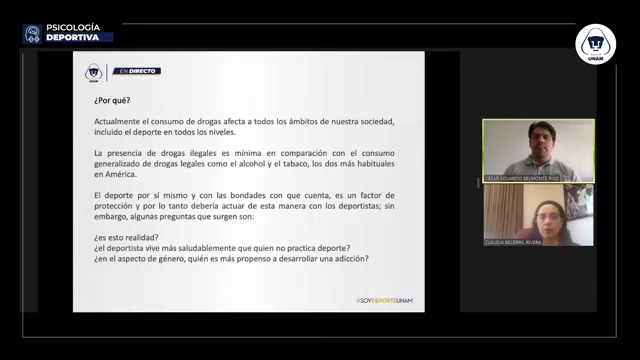 PSICOLOGÍA
DEPORTIVA
UNAM
UNAM
EN DIRECTO
¿Por qué?
Actualmente el consumo de drogas afecta a todos los ámbitos de nuestra sociedad,
incluido el deporte en todos los niveles.
La presencia de drogas ilegales es mínima en comparación con el consumo
generalizado de drogas legales como el alcohol y el tabaco, los dos más habituales
en América.
El deporte por sí mismo y con las bondades con que cuenta, es un factor de
protección y por lo tanto debería actuar de esta manera con los deportistas; sin
embargo, algunas preguntas que surgen son:
¿es esto realidad?
¿el deportista vive más saludablemente que quien no practica deporte?
¿en el aspecto de género, quién es más propenso a desarrollar una adicción?
#SOYDEPORTEUNAM
CESAR EDUARDO BELMONTE RIOS
CLAUDIA BECERRIL RIVERA